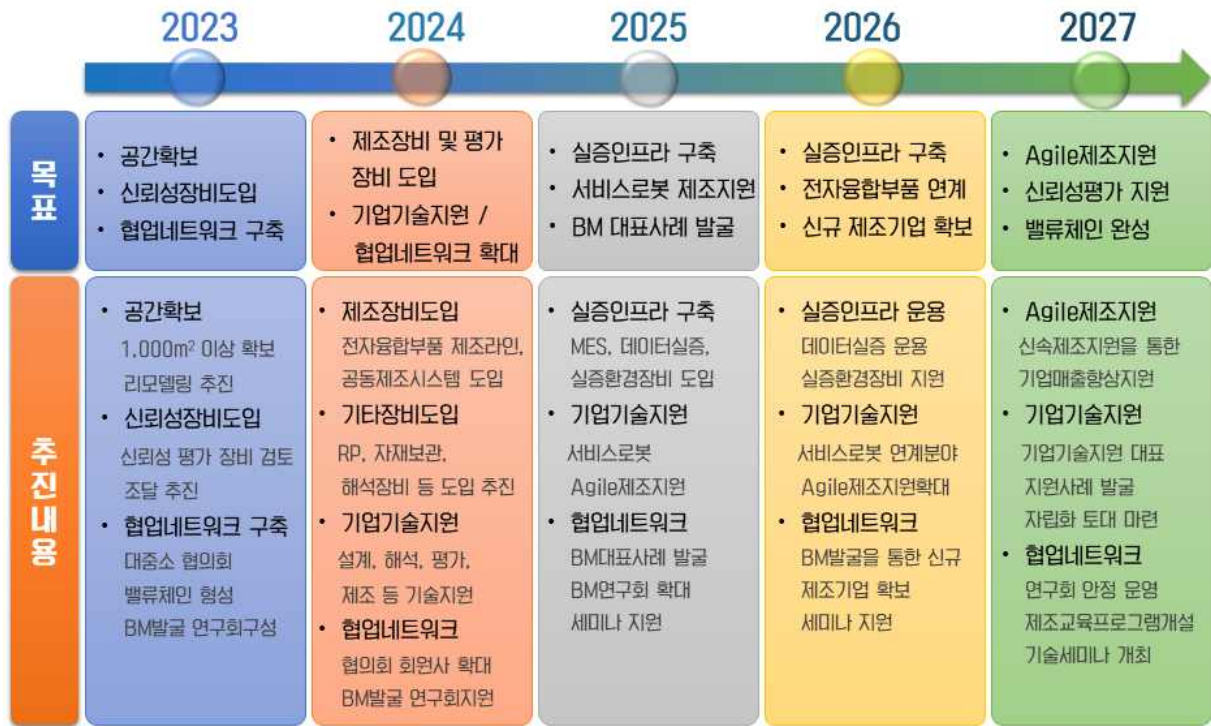 2023
2024
2025
2026
2027
목표
• 공간확보
• 신뢰성장비도입
• 협업네트워크 구축
• 제조장비 및 평가
장비 도입
• 기업기술지원 /
협업네트워크 확대
• 실증인프라 구축
• 서비스로봇 제조지원
• BM 대표사례 발굴
• 실증인프라 구축
• 전자융합부품 연계
• 신규 제조기업 확보
• Agile제조지원
• 신뢰성평가 지원
• 밸류체인 완성
추진내용
• 공간확보
1,000m² 이상 확보
리모델링 추진
• 신뢰성장비도입
신뢰성 평가 장비 검토
조달 추진
• 협업네트워크 구축
대중소 협의회
밸류체인 형성
BM발굴 연구회구성
• 제조장비도입
전자융합부품 제조라인,
공동제조시스템 도입
• 기타장비도입
RP, 자재보관,
해석장비 등 도입 추진
• 기업기술지원
설계, 해석, 평가,
제조 등 기술지원
• 협업네트워크
협의회 회원사 확대
BM발굴 연구회지원
• 실증인프라 구축
MES, 데이터실증,
실증환경장비 도입
• 기업기술지원
서비스로봇
Agile제조지원
• 협업네트워크
BM대표사례 발굴
BM연구회 확대
세미나 지원
• 실증인프라 운용
데이터실증 운용
실증환경장비 지원
• 기업기술지원
서비스로봇 연계분야
Agile제조지원확대
• 협업네트워크
BM발굴을 통한 신규
제조기업 확보
세미나 지원
• Agile제조지원
신속제조지원을 통한
기업매출향상지원
• 기업기술지원
기업기술지원 대표
지원사례 발굴
자립화 토대 마련
• 협업네트워크
연구회 안정 운영
제조교육프로그램개설
기술세미나 개최